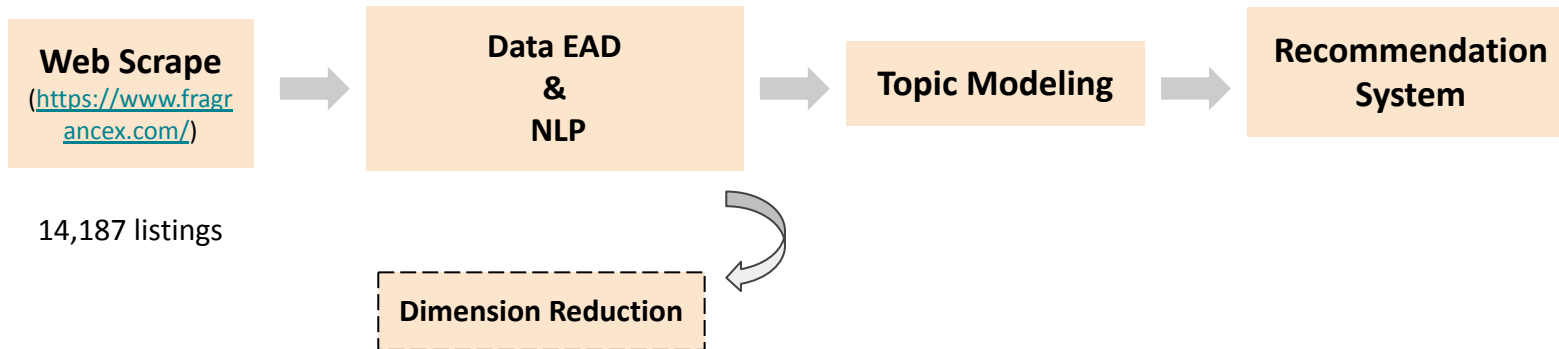 Web Scrape
(https://www.fragr
ancex.com/)
14,187 listings
Data EAD
&
NLP
Dimension Reduction
Topic Modeling
Recommendation
System